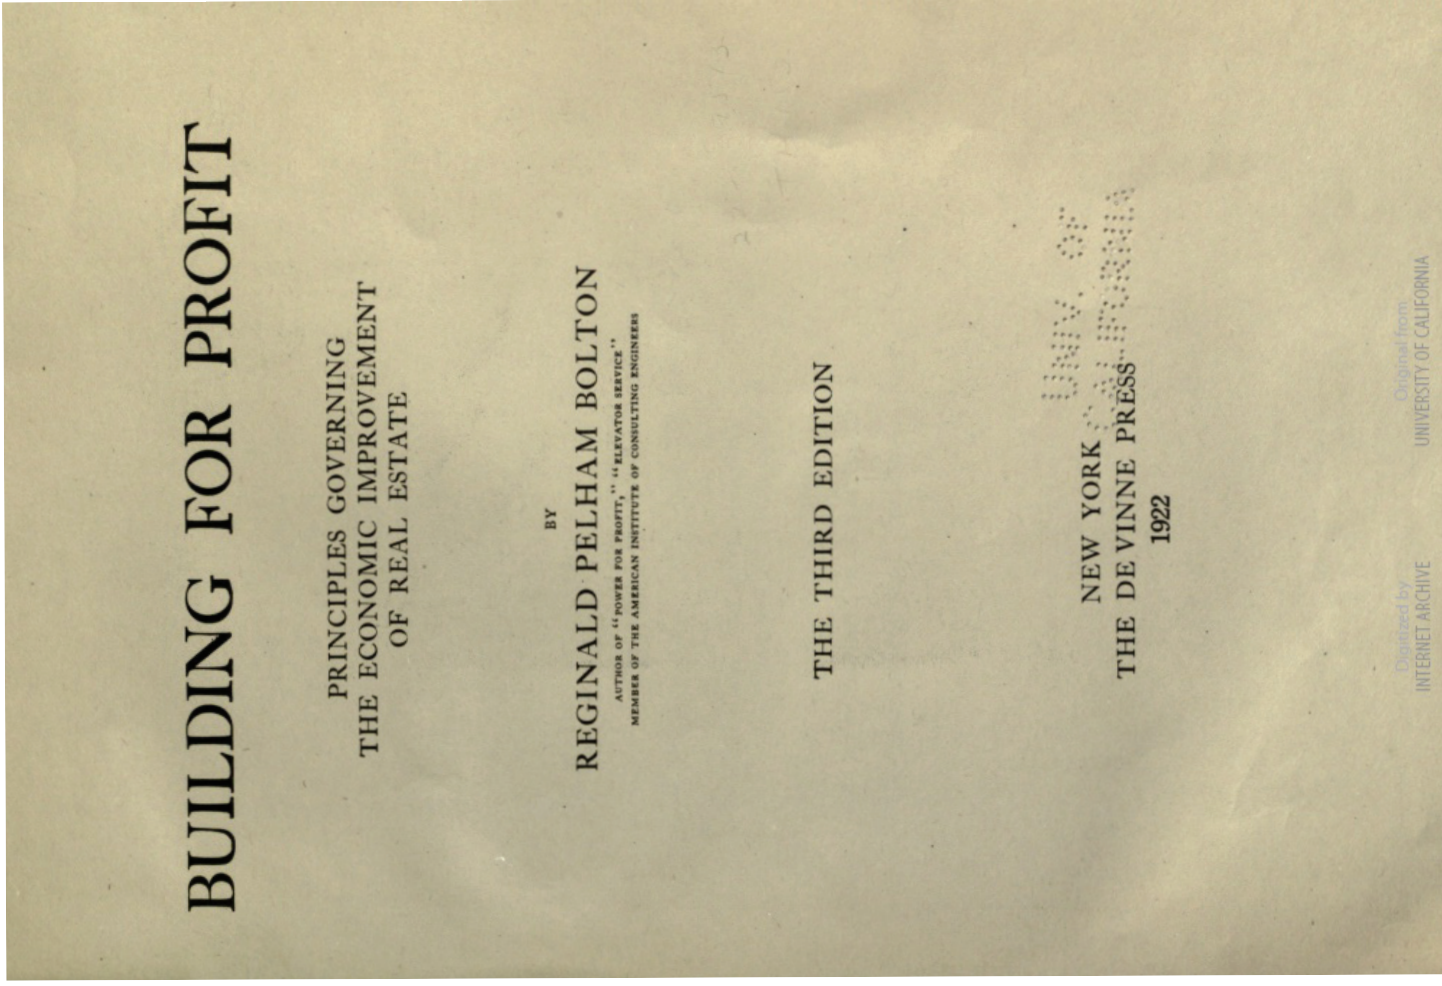 BUILDING FOR PROFIT
PRINCIPLES GOVERNING
THE ECONOMIC IMPROVEMENT
OF REAL ESTATE
BY
REGINALD PELHAM BOLTON
AUTHOR OF "POWER FOR PROFIT," "ELEVATOR SERVICE"
MEMBER OF THE AMERICAN INSTITUTE OF CONSULTING ENGINEERS
THE THIRD EDITION
UNIV. OF
CALIFORNIA
NEW YORK
THE DE VINNE PRESS
1922
Digitized by
INTERNET ARCHIVE
Original from
UNIVERSITY OF CALIFORNIA